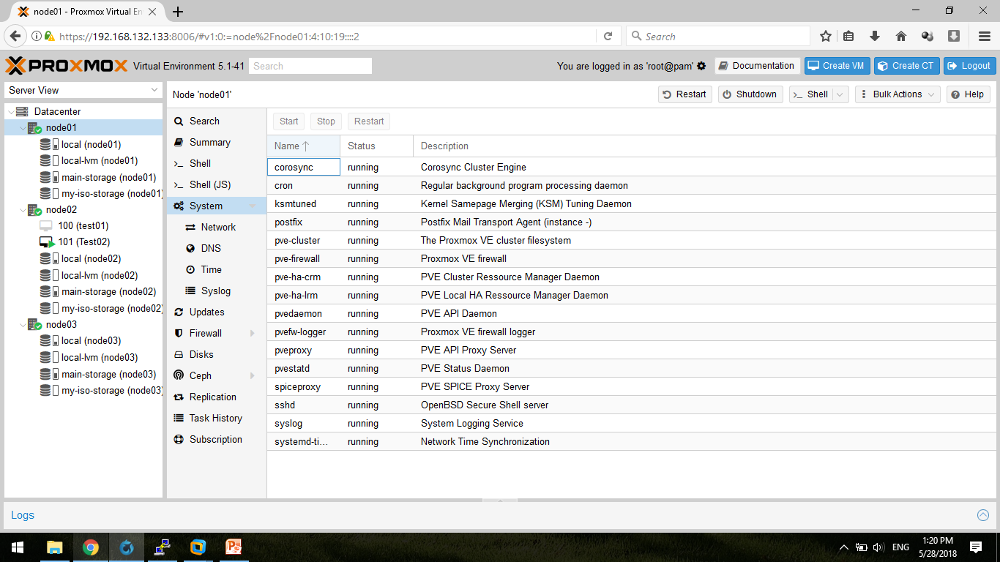 node01 - Proxmox Virtual En
https://192.168.132.133:8006/#v1:0:=node%2Fnode01:4:10:19::::2
Search
PROXMOX Virtual Environment 5.1-41 Search You are logged in as 'root@pam' Documentation Create VM Create CT Logout
Server View
Node 'node01' Restart Shutdown >_ Shell Bulk Actions Help
Datacenter
node01
local (node01)
local-lvm (node01)
main-storage (node01)
my-iso-storage (node01)
node02
100 (test01)
101 (Test02)
local (node02)
local-lvm (node02)
main-storage (node02)
my-iso-storage (node02)
node03
local (node03)
local-lvm (node03)
main-storage (node03)
my-iso-storage (node03)
Search
Summary
>_ Shell
>_ Shell (JS)
System
Network
DNS
Time
Syslog
Updates
Firewall
Disks
Ceph
Replication
Task History
Subscription
Start Stop Restart
Name Status Description
corosync running Corosync Cluster Engine
cron running Regular background program processing daemon
ksmtuned running Kernel Samepage Merging (KSM) Tuning Daemon
postfix running Postfix Mail Transport Agent (instance -)
pve-cluster running The Proxmox VE cluster filesystem
pve-firewall running Proxmox VE firewall
pve-ha-crm running PVE Cluster Ressource Manager Daemon
pve-ha-lrm running PVE Local HA Ressource Manager Daemon
pvedaemon running PVE API Daemon
pvefw-logger running Proxmox VE firewall logger
pveproxy running PVE API Proxy Server
pvestatd running PVE Status Daemon
spiceproxy running PVE SPICE Proxy Server
sshd running OpenBSD Secure Shell server
syslog running System Logging Service
systemd-ti... running Network Time Synchronization
Logs
ENG
1:20 PM
5/28/2018